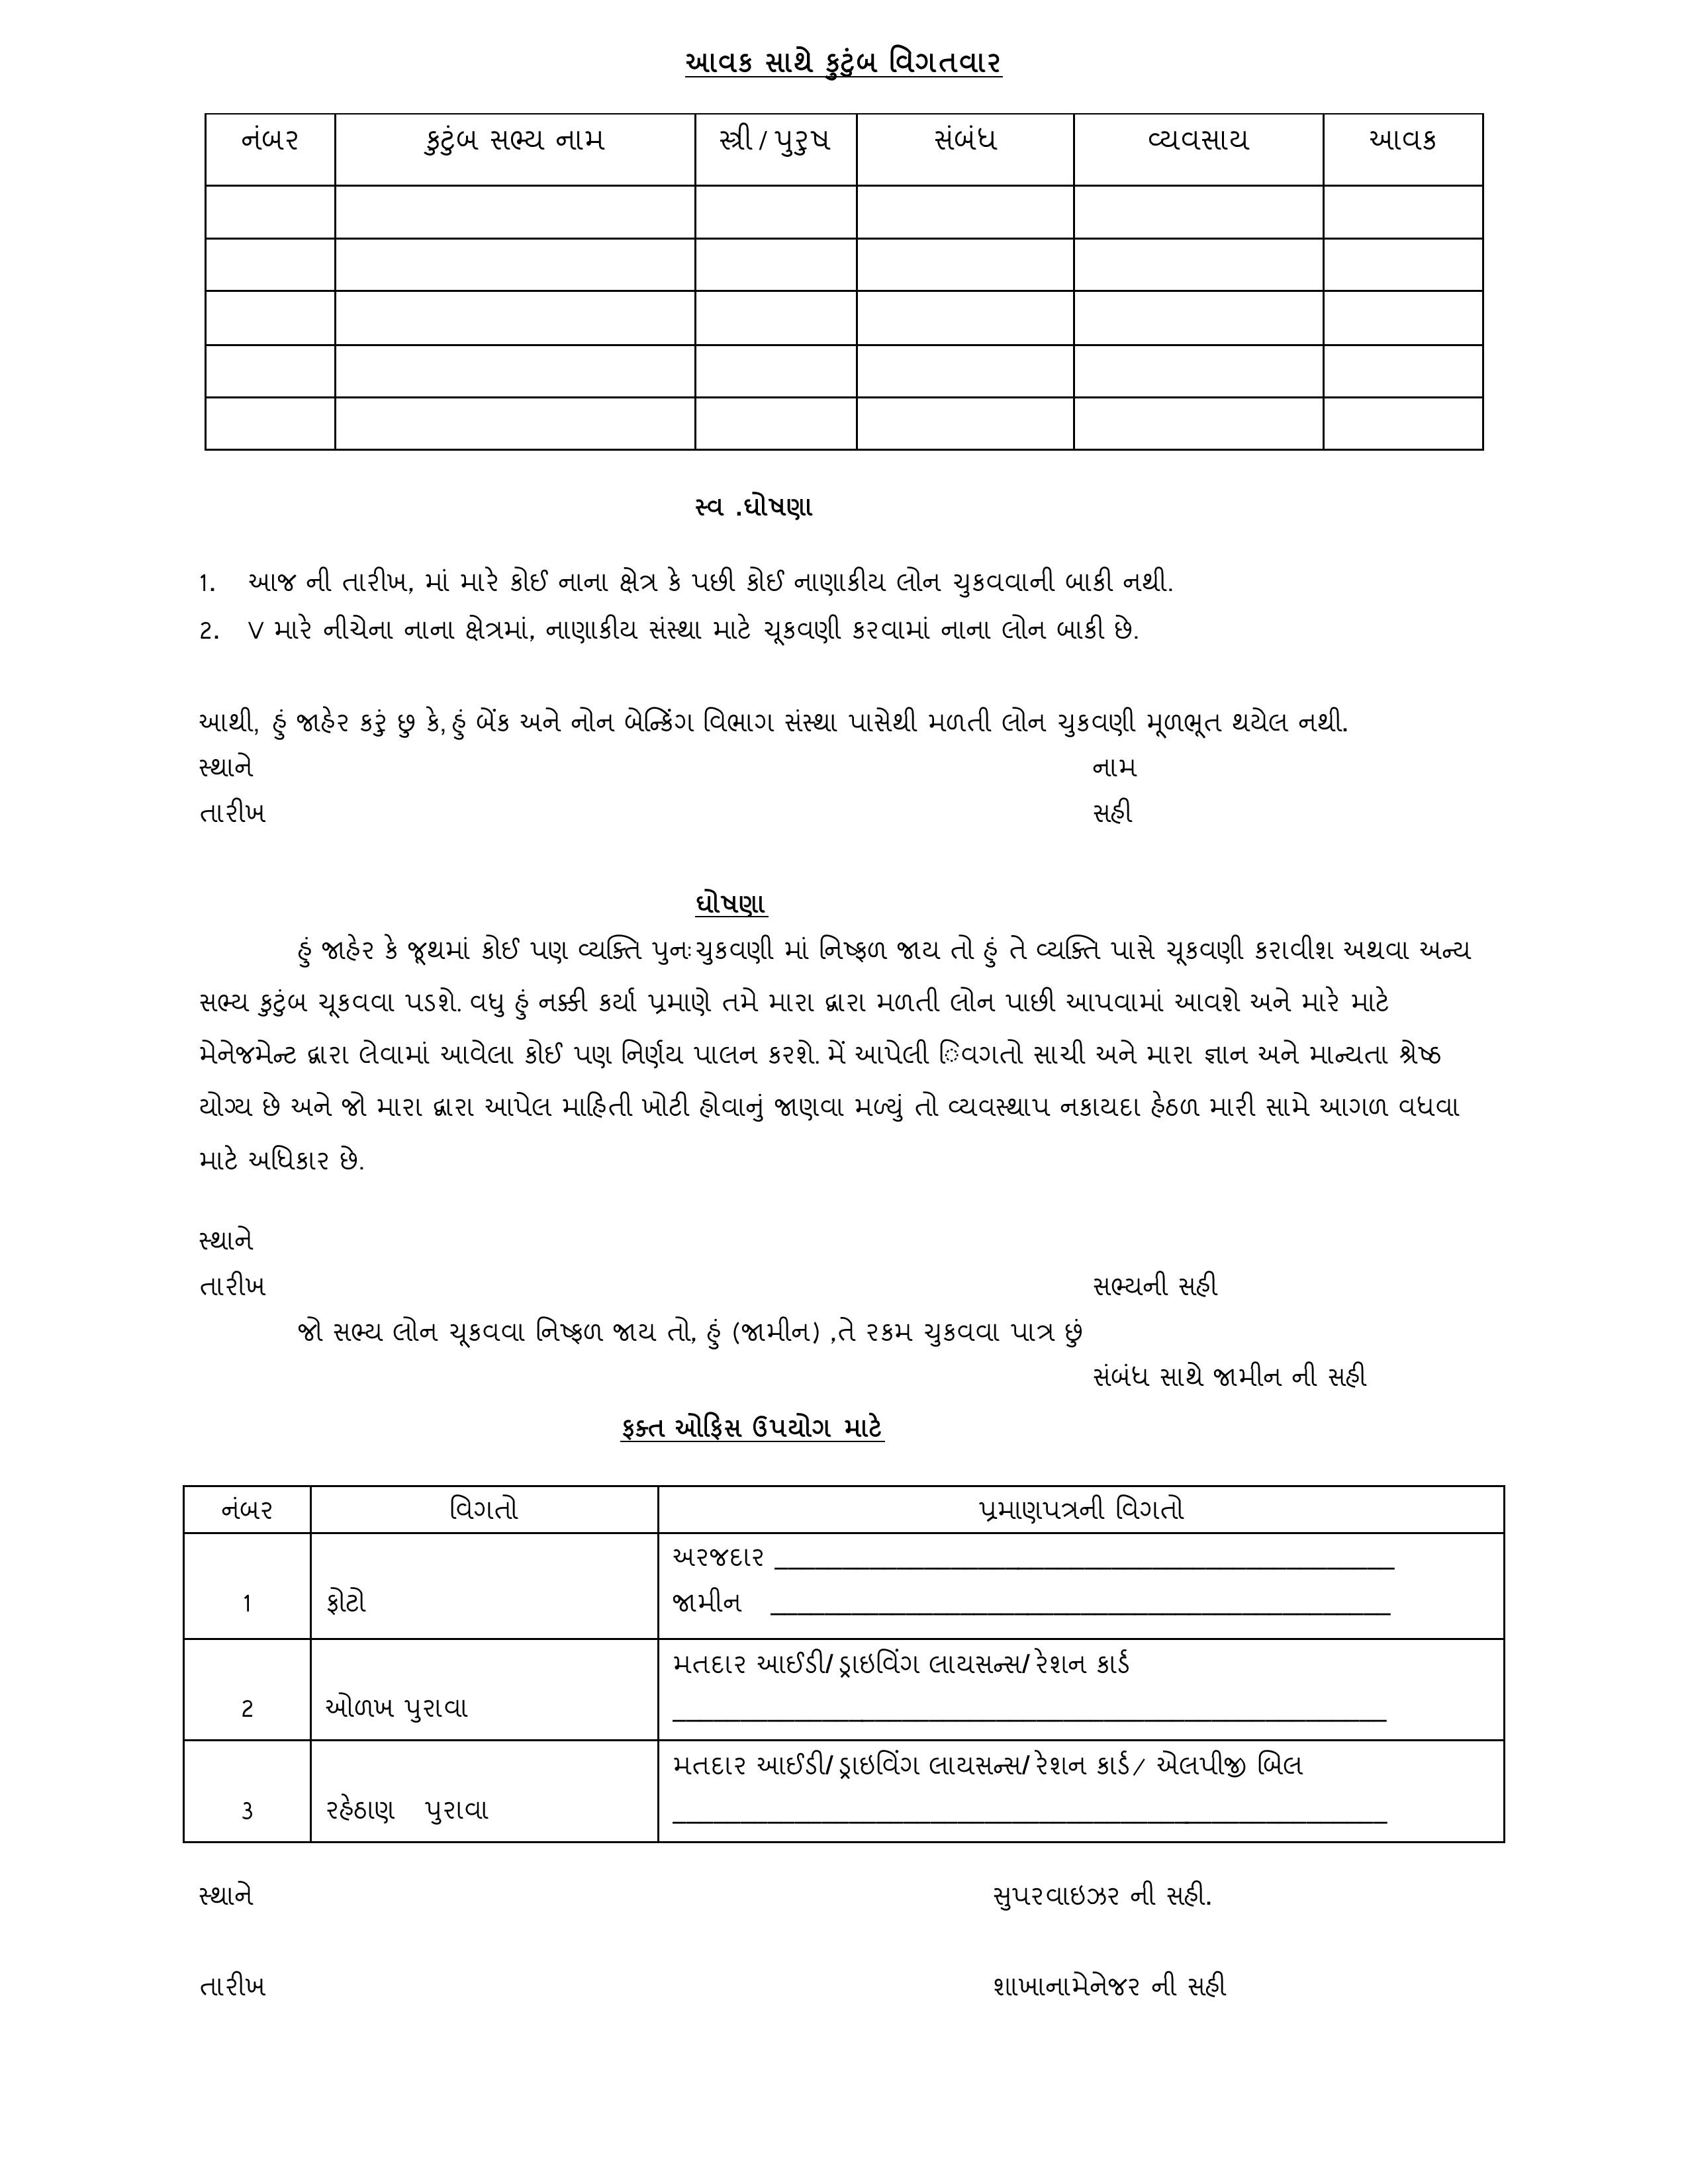 આવક સાથે કુટુંબ વિગતવાર
નંબર કુટુંબ સભ્ય નામ સ્ત્રી / પુરુષ સંબંધ વ્યવસાય આવક
સ્વ .ઘોષણા
1. આજ ની તારીખ, માં મારે કોઈ નાના ક્ષેત્ર કે પછી કોઈ નાણાકીય લોન ચુકવવાની બાકી નથી.
2. V મારે નીચેના નાના ક્ષેત્રમાં, નાણાકીય સંસ્થા માટે ચૂકવણી કરવામાં નાના લોન બાકી છે.
આથી, હું જાહેર કરું છુ કે, હું બેંક અને નોન બેન્કિંગ વિભાગ સંસ્થા પાસેથી મળતી લોન ચુકવણી મૂળભૂત થયેલ નથી.
સ્થાને નામ
તારીખ સહી
ઘોષણા
હું જાહેર કે જૂથમાં કોઈ પણ વ્યક્તિ પુનઃચુકવણી માં નિષ્ફળ જાય તો હું તે વ્યક્તિ પાસે ચૂકવણી કરાવીશ અથવા અન્ય
સભ્ય કુટુંબ ચૂકવવા પડશે. વધુ હું નક્કી કર્યા પ્રમાણે તમે મારા દ્વારા મળતી લોન પાછી આપવામાં આવશે અને મારે માટે
મેનેજમેન્ટ દ્વારા લેવામાં આવેલા કોઈ પણ નિર્ણય પાલન કરશે. મેં આપેલી િવગતો સાચી અને મારા જ્ઞાન અને માન્યતા શ્રેષ્ઠ
યોગ્ય છે અને જો મારા દ્વારા આપેલ માહિતી ખોટી હોવાનું જાણવા મળ્યું તો વ્યવસ્થાપ નકાયદા હેઠળ મારી સામે આગળ વધવા
માટે અધિકાર છે.
સ્થાને
તારીખ સભ્યની સહી
જો સભ્ય લોન ચૂકવવા નિષ્ફળ જાય તો, હું (જામીન) ,તે રકમ ચુકવવા પાત્ર છું
સંબંધ સાથે જામીન ની સહી
ફક્ત ઓફિસ ઉપયોગ માટે
નંબર વિગતો પ્રમાણપત્રની વિગતો
અરજદાર ______________________________________________
1 ફોટો જામીન ______________________________________________
મતદાર આઈડી/ ડ્રાઇવિંગ લાયસન્સ/ રેશન કાર્ડ
2 ઓળખ પુરાવા _____________________________________________________
મતદાર આઈડી/ ડ્રાઇવિંગ લાયસન્સ/ રેશન કાર્ડ/ એલપીજી બિલ
3 રહેઠાણ પુરાવા _____________________________________________________
સ્થાને સુપરવાઇઝર ની સહી.
તારીખ શાખાનામેનેજર ની સહી